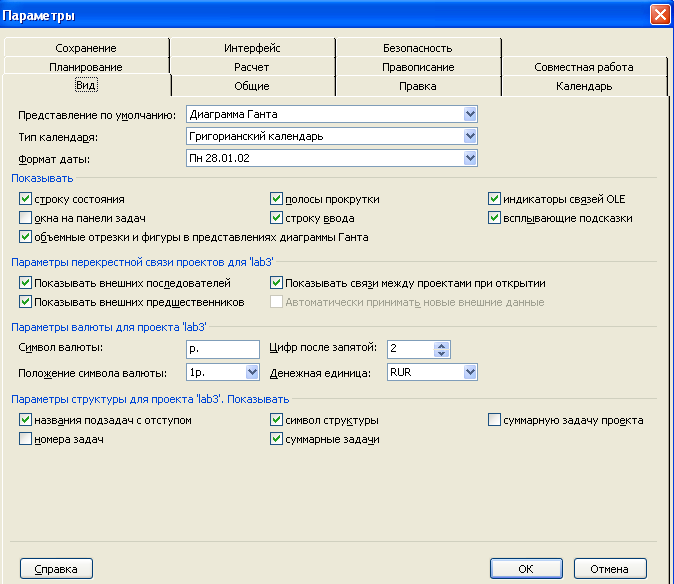 Параметры
Сохранение Интерфейс Безопасность
Планирование Расчет Правописание Совместная работа
Вид Общие Правка Календарь
Представление по умолчанию: Диаграмма Ганта
Тип календаря: Григорианский календарь
Формат даты: Пн 28.01.02
Показывать
строку состояния полосы прокрутки индикаторы связей OLE
окна на панели задач строку ввода всплывающие подсказки
объемные отрезки и фигуры в представлениях диаграммы Ганта
Параметры перекрестной связи проектов для 'lab3'
Показывать внешних последователей Показывать связи между проектами при открытии
Показывать внешних предшественников Автоматически принимать новые внешние данные
Параметры валюты для проекта 'lab3'
Символ валюты: р. Цифр после запятой: 2
Положение символа валюты: 1р. Денежная единица: RUR
Параметры структуры для проекта 'lab3'. Показывать
названия подзадач с отступом символ структуры суммарную задачу проекта
номера задач суммарные задачи
Справка ОК Отмена